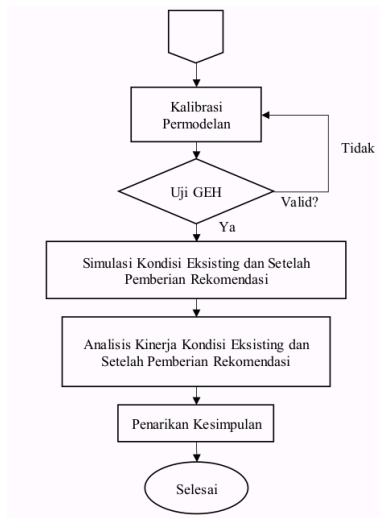 Kalibrasi
Permodelan
Tidak
Uji GEH
Valid?
Ya
Simulasi Kondisi Eksisting dan Setelah
Pemberian Rekomendasi
Analisis Kinerja Kondisi Eksisting dan
Setelah Pemberian Rekomendasi
Penarikan Kesimpulan
Selesai